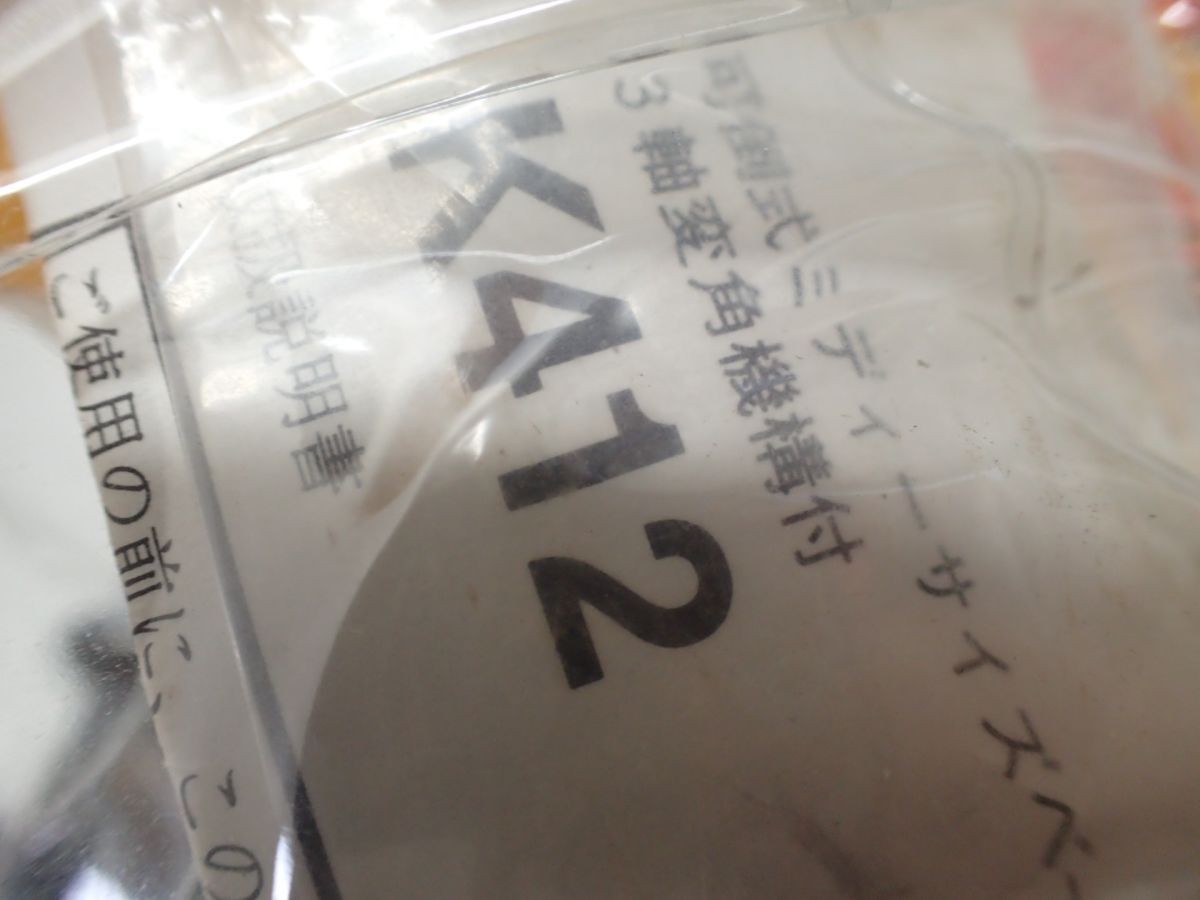 可倒式ミディーサイズベー
3軸変角機構付
K412
取扱説明書
ご使用の前に、この